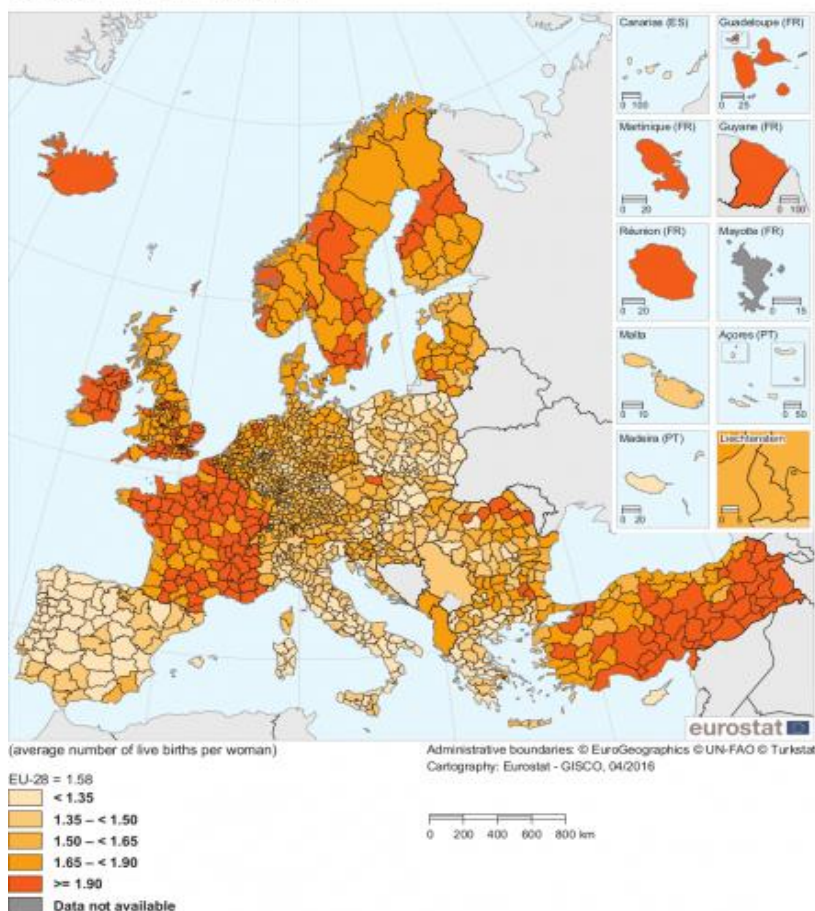 Canarias (ES)
0 100
Guadeloupe (FR)
0 25
Martinique (FR)
0 20
Guyane (FR)
0 100
Réunion (FR)
0 20
Mayotte (FR)
0 15
Malta
0 10
Açores (PT)
0 50
Madeira (PT)
0 20
Liechtenstein
0 5
eurostat
(average number of live births per woman)
Administrative boundaries: © EuroGeographics © UN-FAO © Turkstat
Cartography: Eurostat - GISCO, 04/2016
EU-28 = 1.58
< 1.35
1.35 – < 1.50
1.50 – < 1.65
1.65 – < 1.90
>= 1.90
Data not available
0 200 400 600 800 km